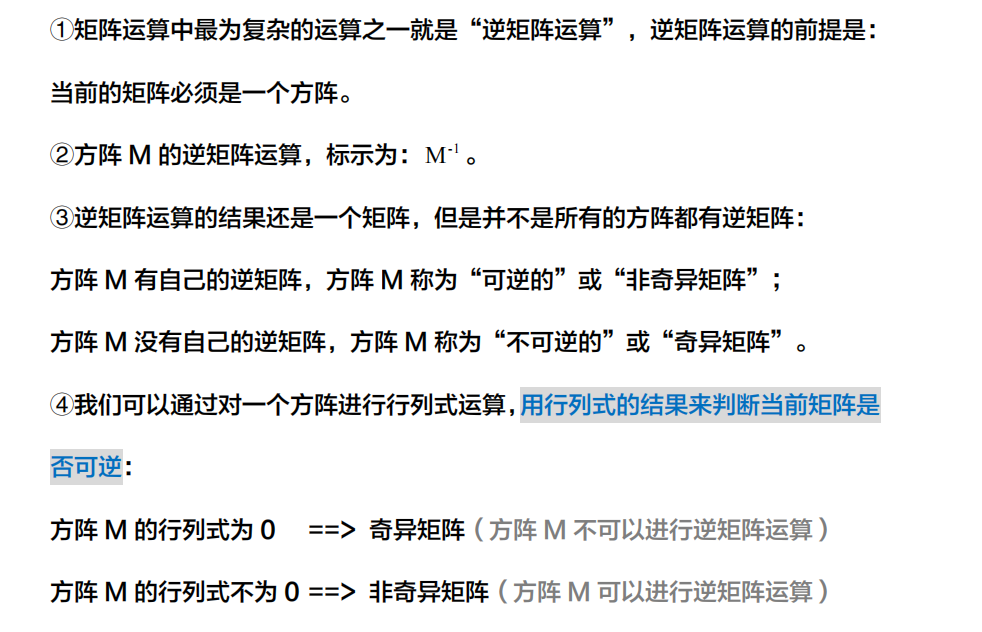 ①矩阵运算中最为复杂的运算之一就是“逆矩阵运算”，逆矩阵运算的前提是：
当前的矩阵必须是一个方阵。
②方阵 M 的逆矩阵运算，标示为： M⁻¹ 。
③逆矩阵运算的结果还是一个矩阵，但是并不是所有的方阵都有逆矩阵：
方阵 M 有自己的逆矩阵，方阵 M 称为“可逆的”或“非奇异矩阵”；
方阵 M 没有自己的逆矩阵，方阵 M 称为“不可逆的”或“奇异矩阵”。
④我们可以通过对一个方阵进行行列式运算，用行列式的结果来判断当前矩阵是
否可逆：
方阵 M 的行列式为 0 ==> 奇异矩阵（方阵 M 不可以进行逆矩阵运算）
方阵 M 的行列式不为 0 ==> 非奇异矩阵（方阵 M 可以进行逆矩阵运算）